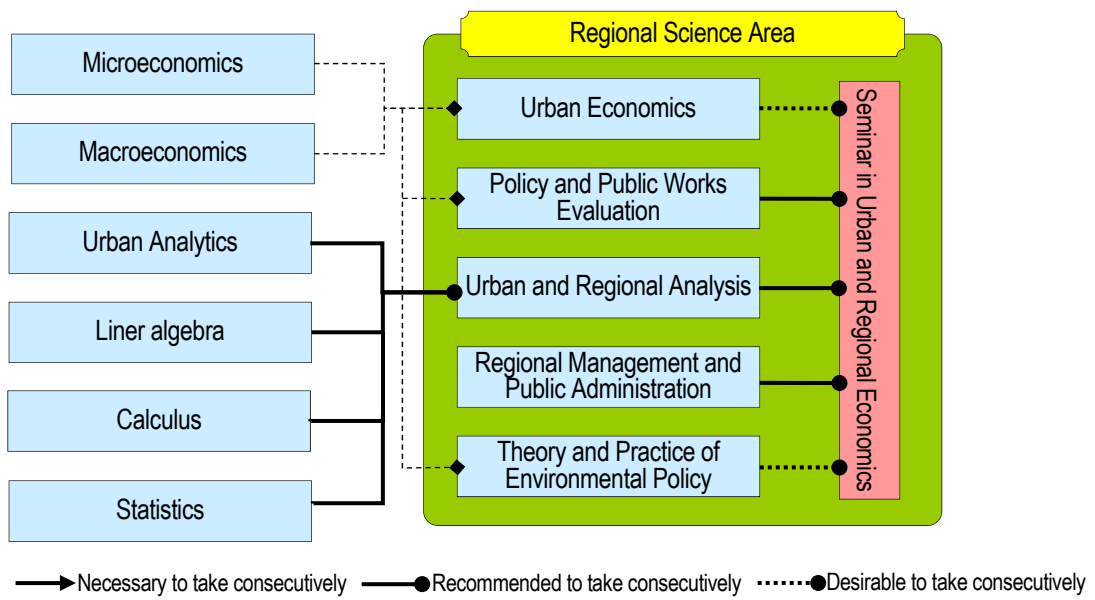 Regional Science Area
Microeconomics
Macroeconomics
Urban Analytics
Liner algebra
Calculus
Statistics
Urban Economics
Policy and Public Works
Evaluation
Urban and Regional Analysis
Regional Management and
Public Administration
Theory and Practice of
Environmental Policy
Seminar in Urban and Regional Economics
Necessary to take consecutively
Recommended to take consecutively
Desirable to take consecutively